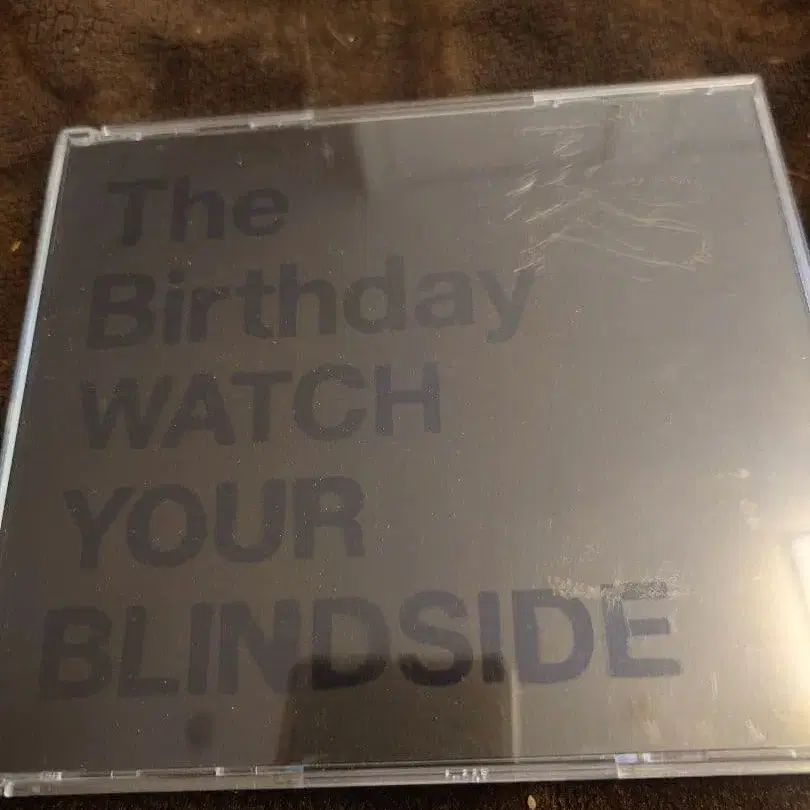 The
Birthday
WATCH
YOUR
BLINDSIDE